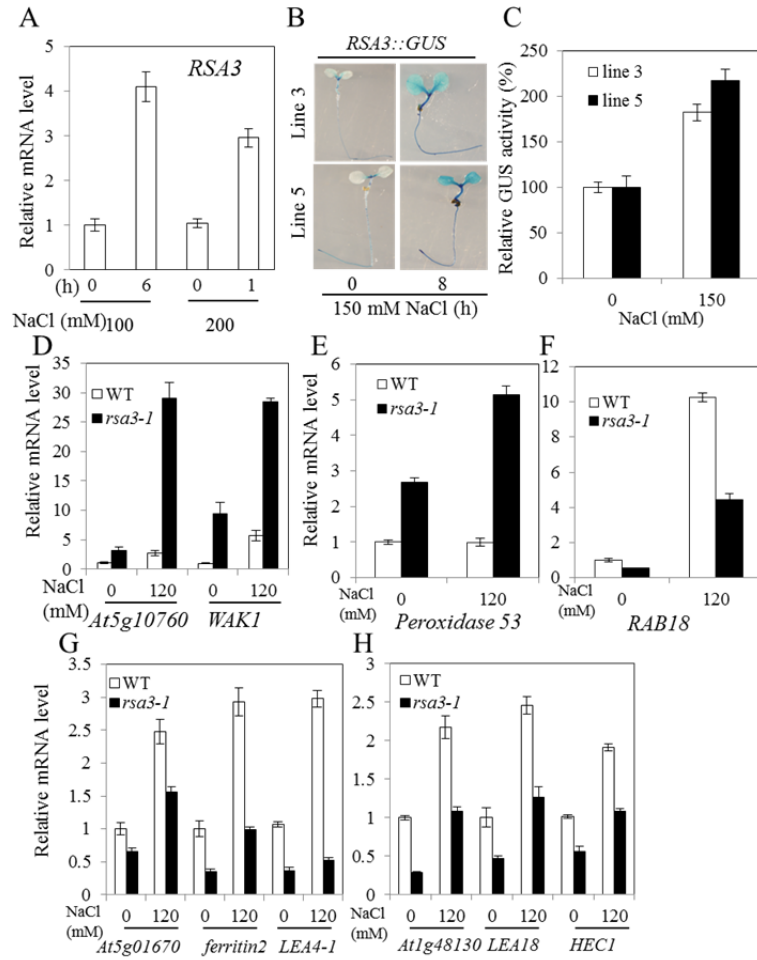 A
Relative mRNA level
5
4
3
2
1
0
RSA3
(h) 0 6 0 1
NaCl (mM) 100 200
B
RSA3::GUS
Line 3
Line 5
0 8
150 mM NaCl (h)
C
Relative GUS activity (%)
250
200
150
100
50
0
line 3
line 5
0 150
NaCl (mM)
D
Relative mRNA level
35
30
25
20
15
10
5
0
WT
rsa3-1
NaCl 0 120 0 120
(mM)
At5g10760 WAK1
E
Relative mRNA level
6
5
4
3
2
1
0
WT
rsa3-1
NaCl 0 120
(mM)
Peroxidase 53
F
12
10
8
6
4
2
0
WT
rsa3-1
NaCl 0 120
(mM)
RAB18
G
Relative mRNA level
3.5
3
2.5
2
1.5
1
0.5
0
WT
rsa3-1
NaCl 0 120 0 120 0 120
(mM)
At5g01670 ferritin2 LEA4-1
H
3
2.5
2
1.5
1
0.5
0
WT
rsa3-1
NaCl 0 120 0 120 0 120
(mM)
At1g48130 LEA18 HEC1